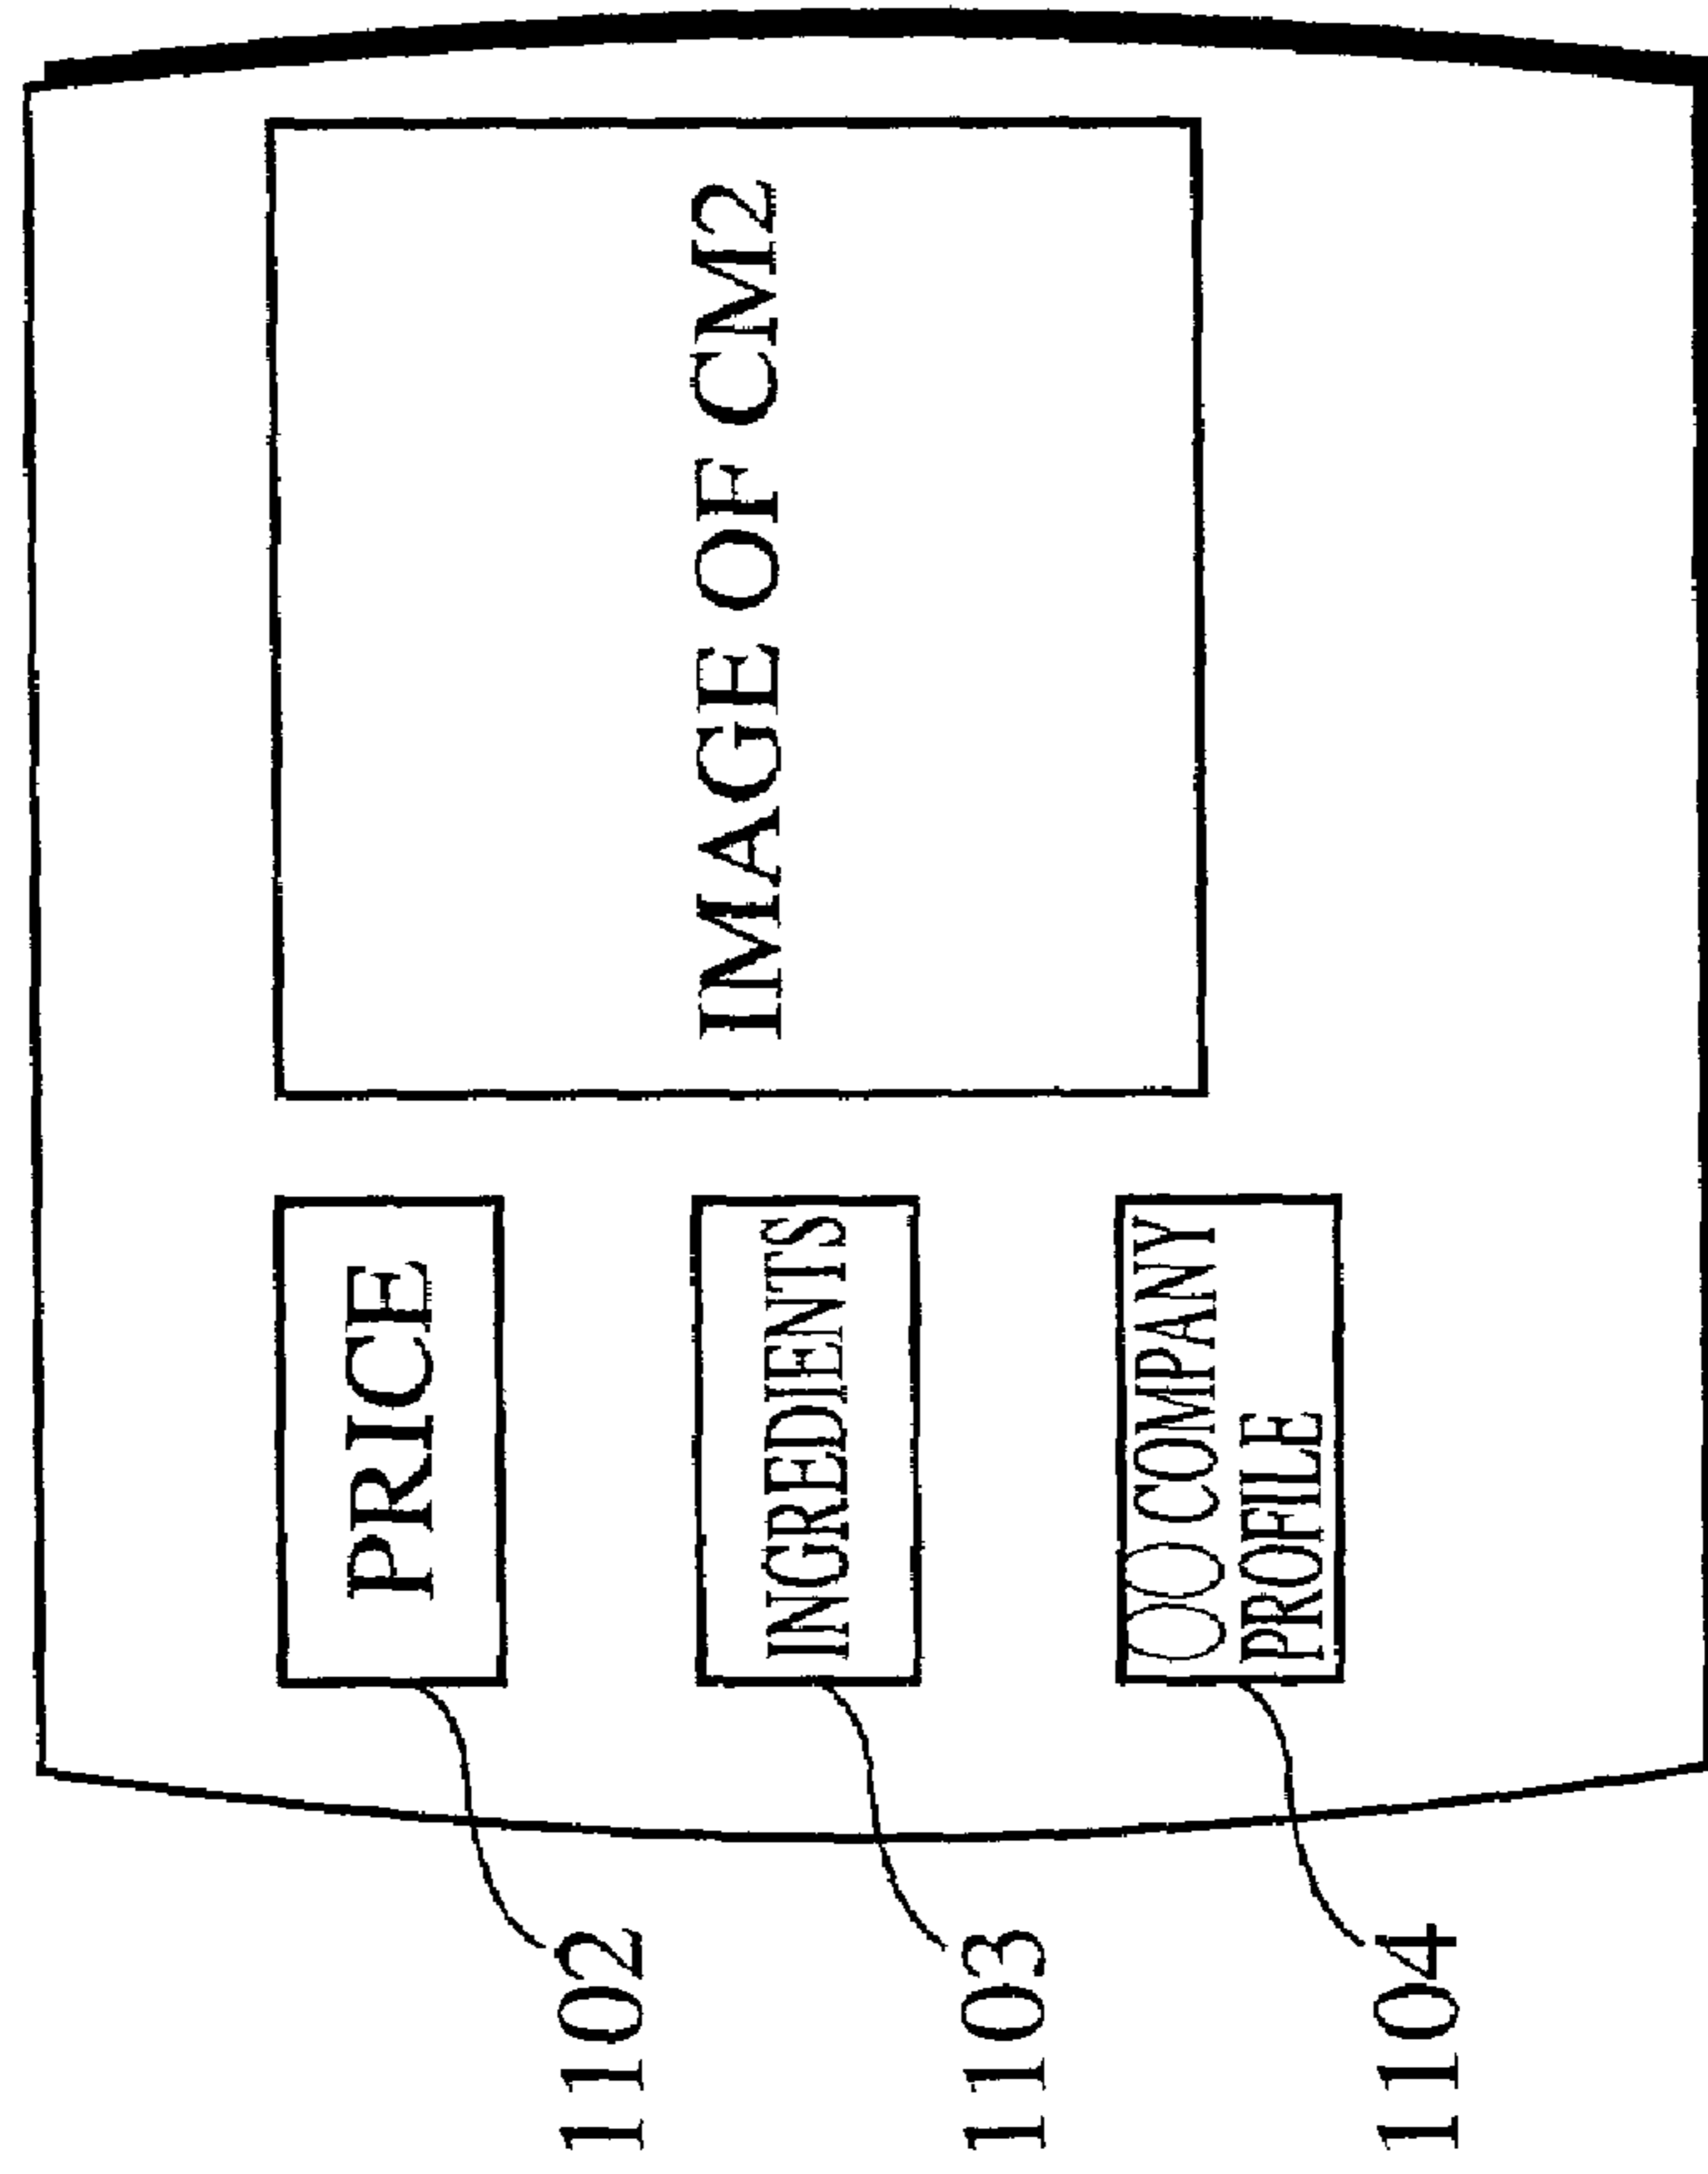 PRICE
1102
IMAGE OF CM2
INGREDIENTS
1103
○○ COMPANY
PROFILE
1104